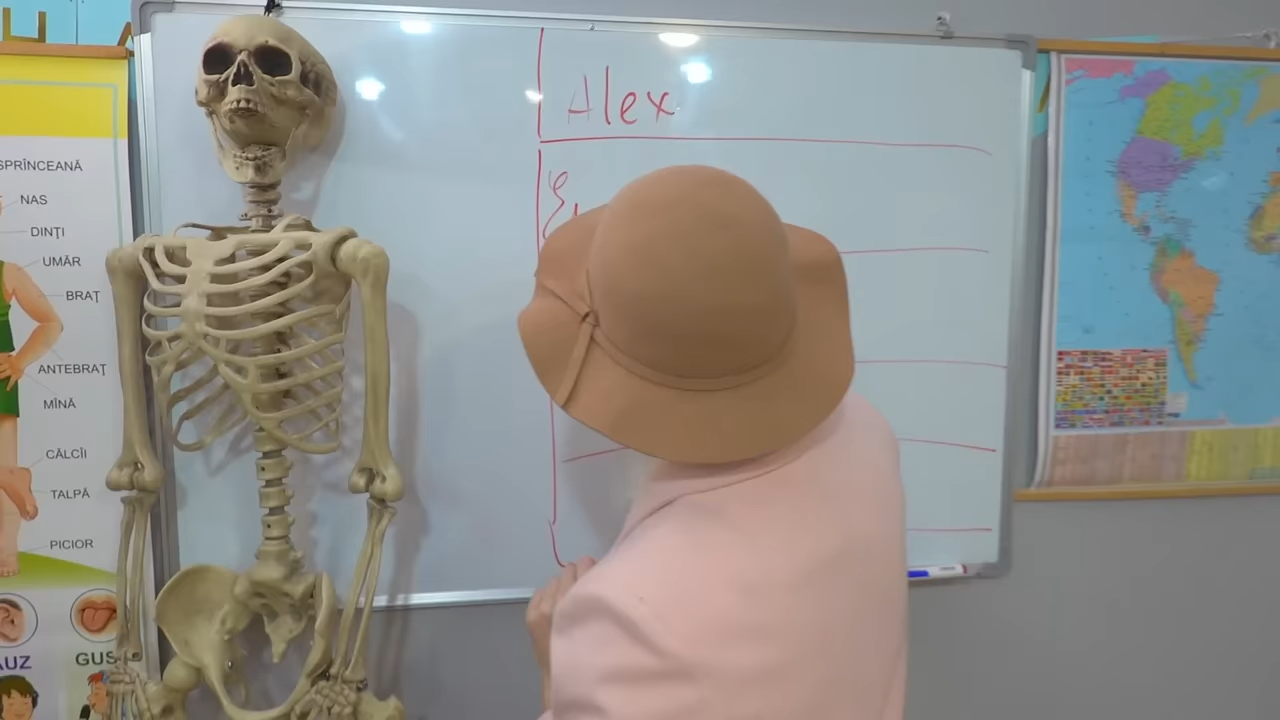 SPRÎNCEANĂ
NAS
DINȚI
UMĂR
BRAȚ
ANTEBRAȚ
MÎNĂ
CĂLCÎI
TALPĂ
PICIOR
AUZ
GUS
Alex